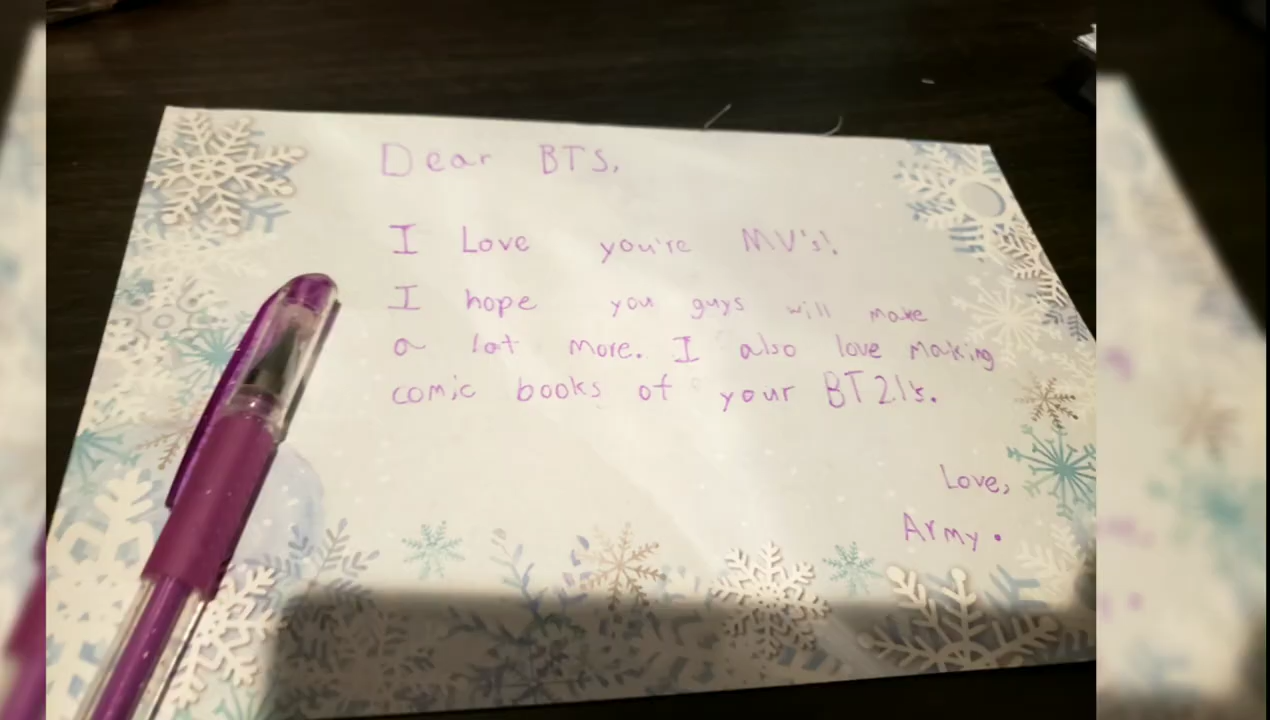 Dear BTS,
I Love you're MV's!
I hope you guys will make
a lot more. I also love making
comic books of your BT21's.
Love,
Army.